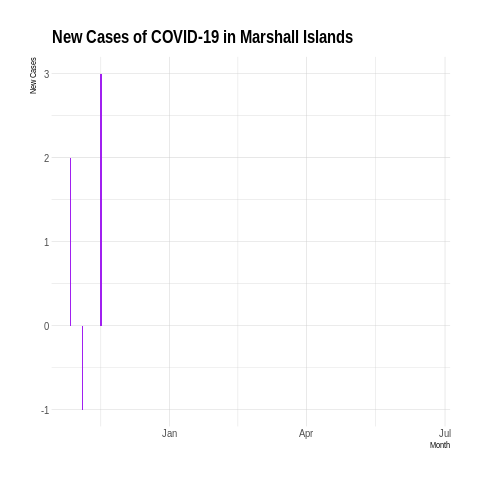 New Cases of COVID-19 in Marshall Islands
New Cases
3
2
1
0
-1
Jan Apr Jul
Month